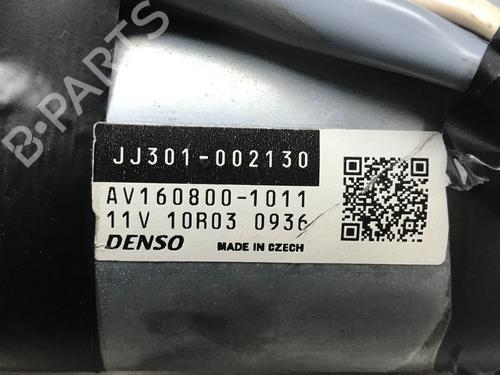 B-PARTS
JJ301-002130
AV160800-1011
11V 10R03 0936
DENSO MADE IN CZECH